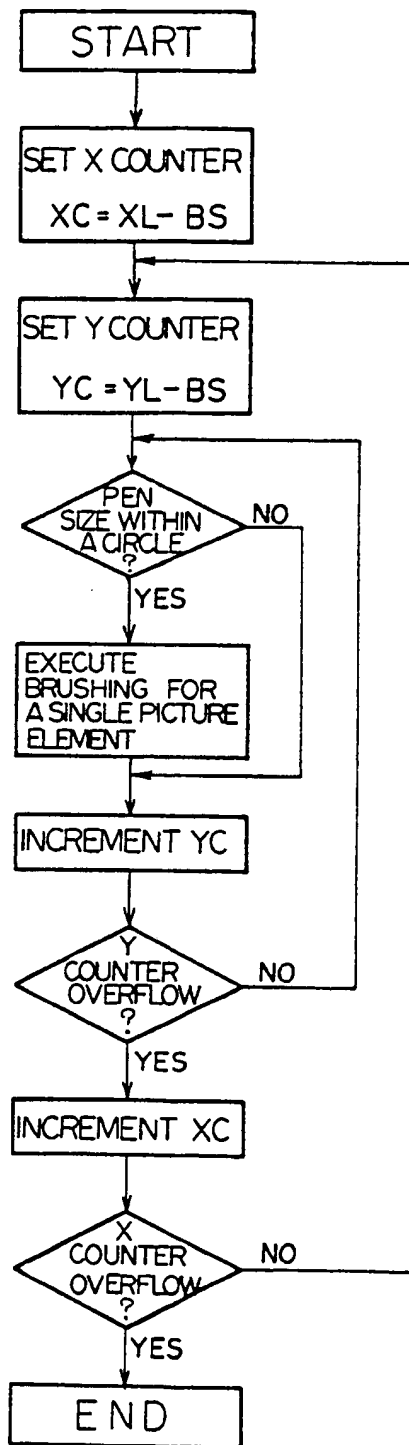 START
SET X COUNTER
XC = XL - BS
SET Y COUNTER
YC = YL - BS
PEN
SIZE WITHIN
A CIRCLE
?
NO
YES
EXECUTE
BRUSHING FOR
A SINGLE PICTURE
ELEMENT
INCREMENT YC
Y
COUNTER
OVERFLOW
?
NO
YES
INCREMENT XC
X
COUNTER
OVERFLOW
?
NO
YES
END